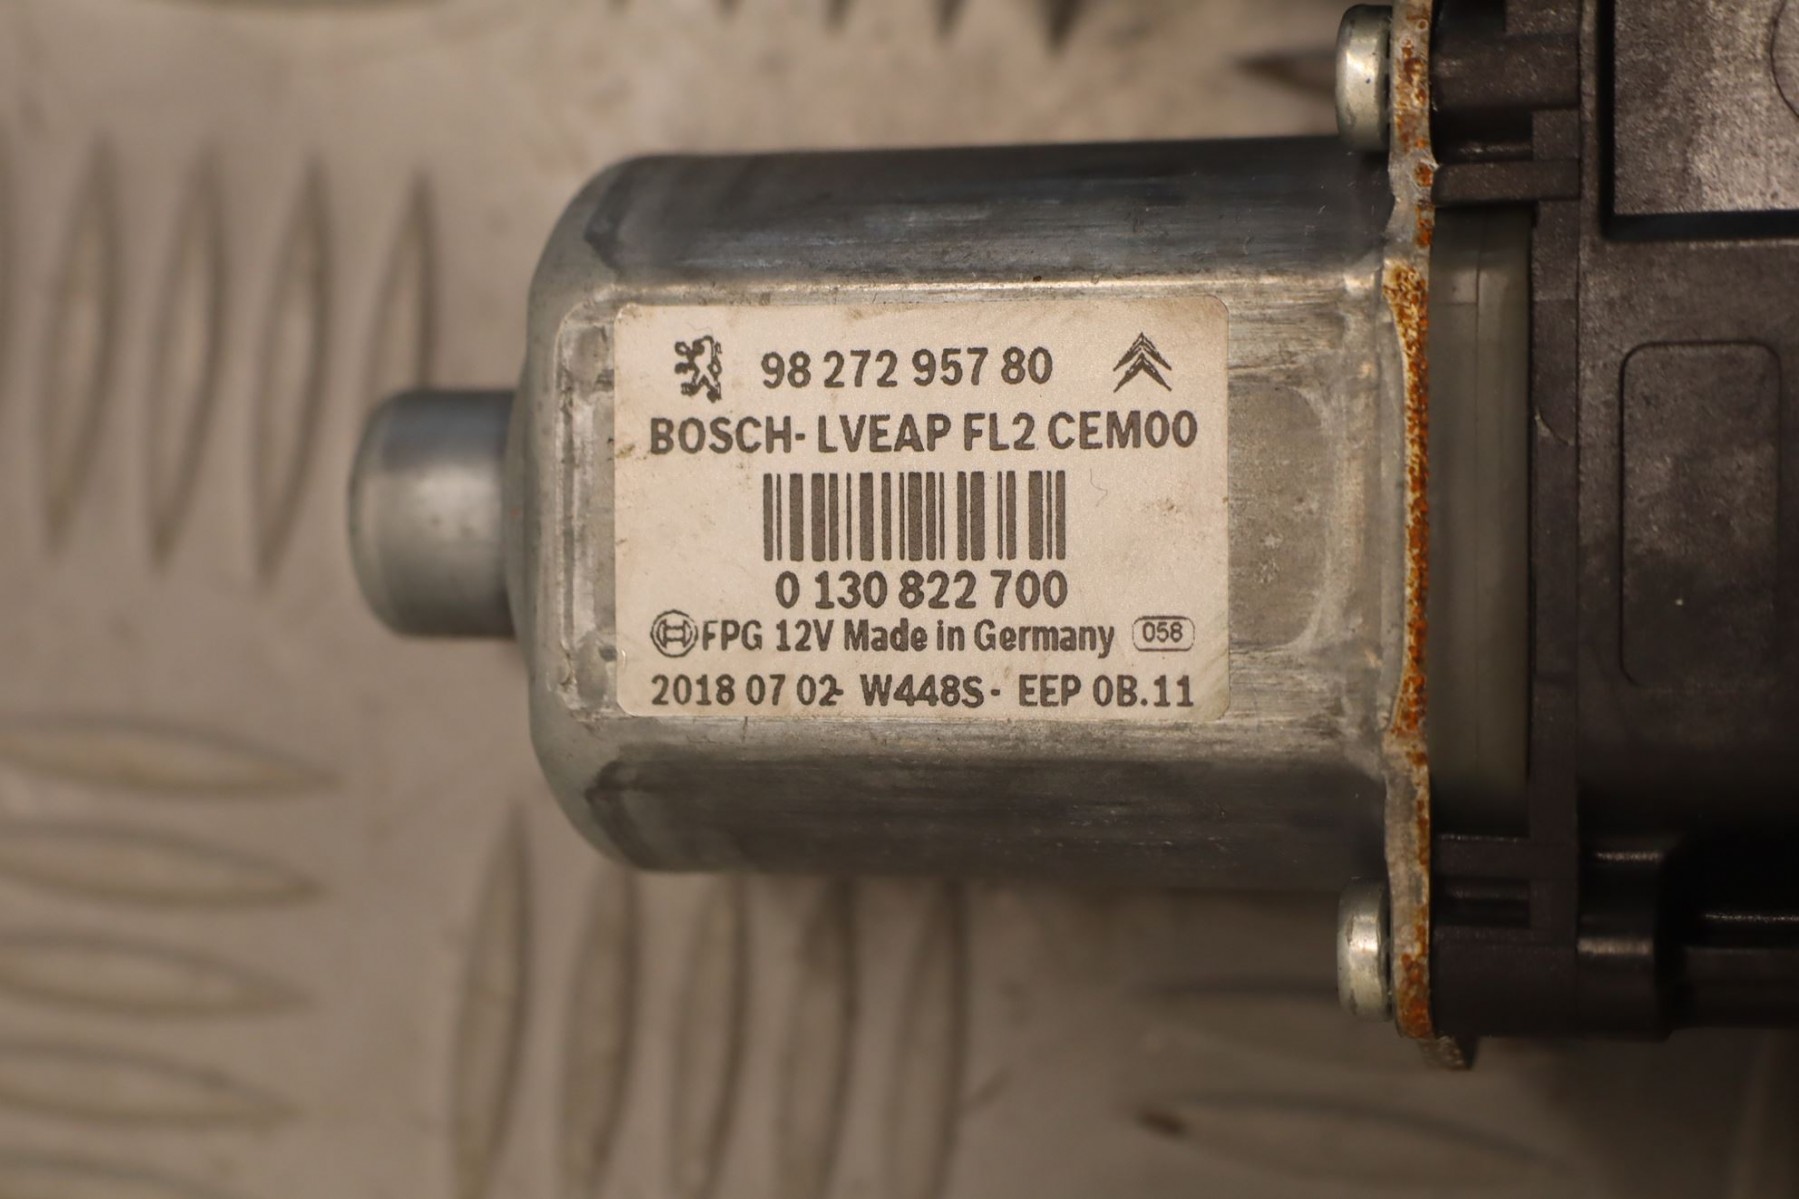 98 272 957 80
BOSCH- LVEAP FL2 CEM00
0 130 822 700
FPG 12V Made in Germany 058
2018 07 02- W448S- EEP 0B.11